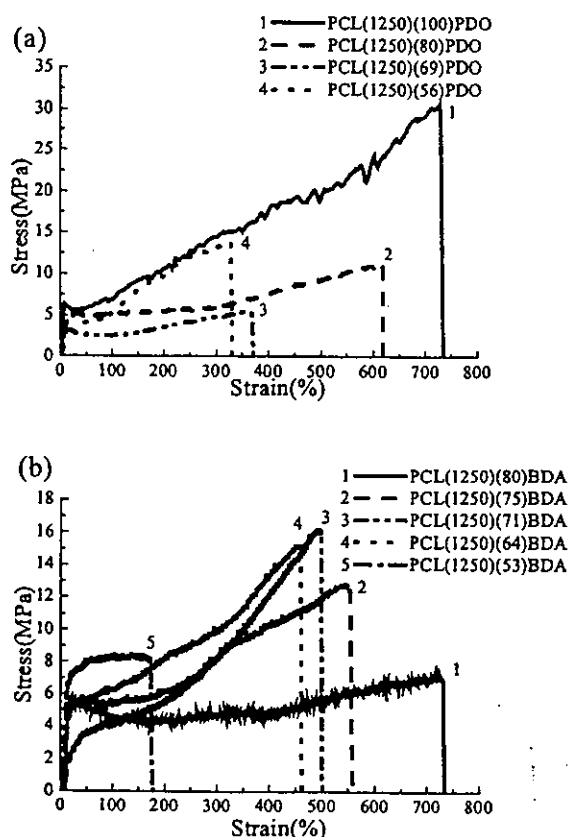 (a)
1 PCL(1250)(100)PDO
2 PCL(1250)(80)PDO
3 PCL(1250)(69)PDO
4 PCL(1250)(56)PDO
Stress(MPa)
35
30
25
20
15
10
5
0
1
4
2
3
0 100 200 300 400 500 600 700 800
Strain(%)
(b)
1 PCL(1250)(80)BDA
2 PCL(1250)(75)BDA
3 PCL(1250)(71)BDA
4 PCL(1250)(64)BDA
5 PCL(1250)(53)BDA
Stress(MPa)
18
16
14
12
10
8
6
4
2
0
4 3
2
5
1
0 100 200 300 400 500 600 700 800
Strain(%)